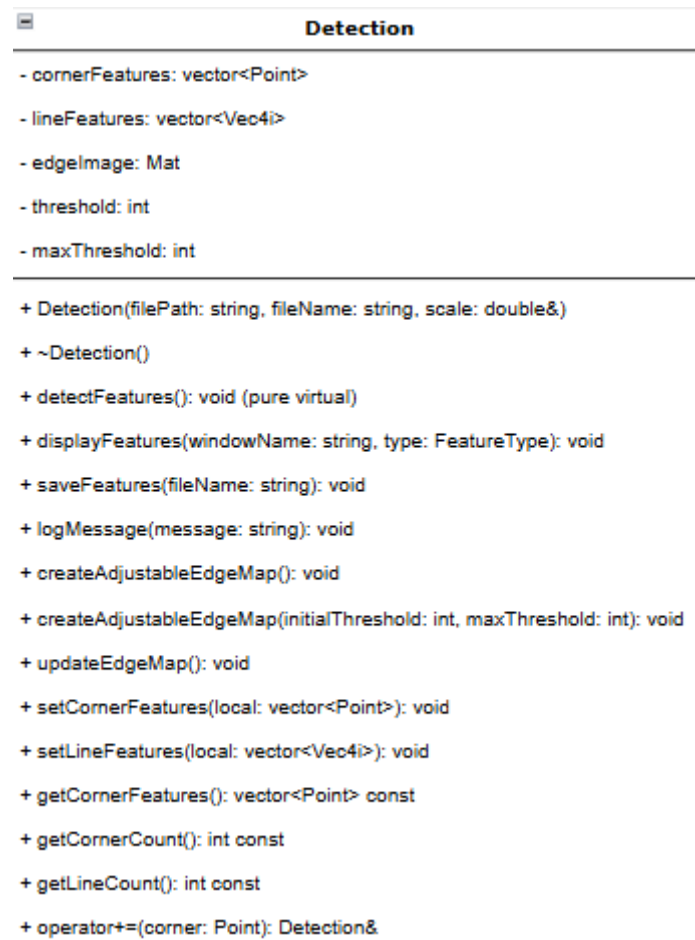 Detection
- cornerFeatures: vector<Point>
- lineFeatures: vector<Vec4i>
- edgeImage: Mat
- threshold: int
- maxThreshold: int
+ Detection(filePath: string, fileName: string, scale: double&)
+ ~Detection()
+ detectFeatures(): void (pure virtual)
+ displayFeatures(windowName: string, type: FeatureType): void
+ saveFeatures(fileName: string): void
+ logMessage(message: string): void
+ createAdjustableEdgeMap(): void
+ createAdjustableEdgeMap(initialThreshold: int, maxThreshold: int): void
+ updateEdgeMap(): void
+ setCornerFeatures(local: vector<Point>): void
+ setLineFeatures(local: vector<Vec4i>): void
+ getCornerFeatures(): vector<Point> const
+ getCornerCount(): int const
+ getLineCount(): int const
+ operator+=(corner: Point): Detection&